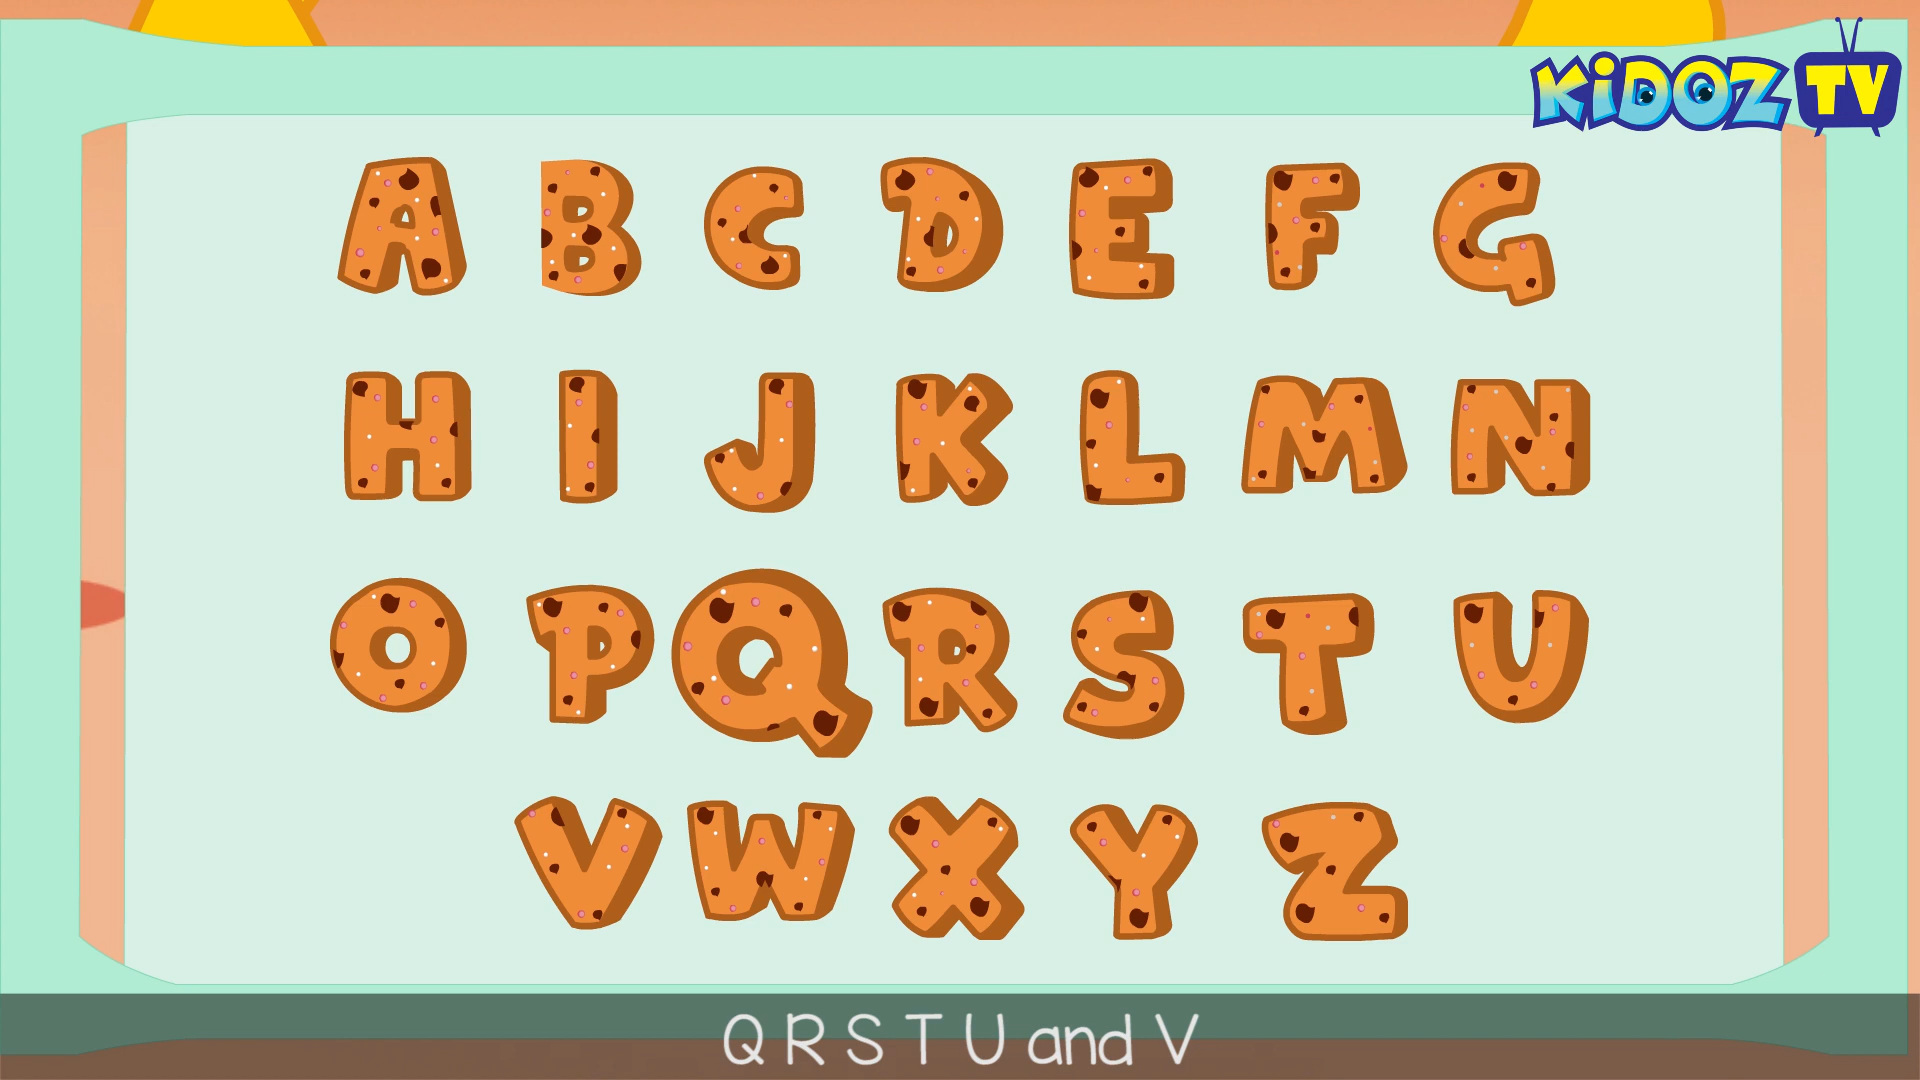 KiDOZ TV
A B C D E F G
H I J K L M N
O P Q R S T U
V W X Y Z
Q R S T U and V